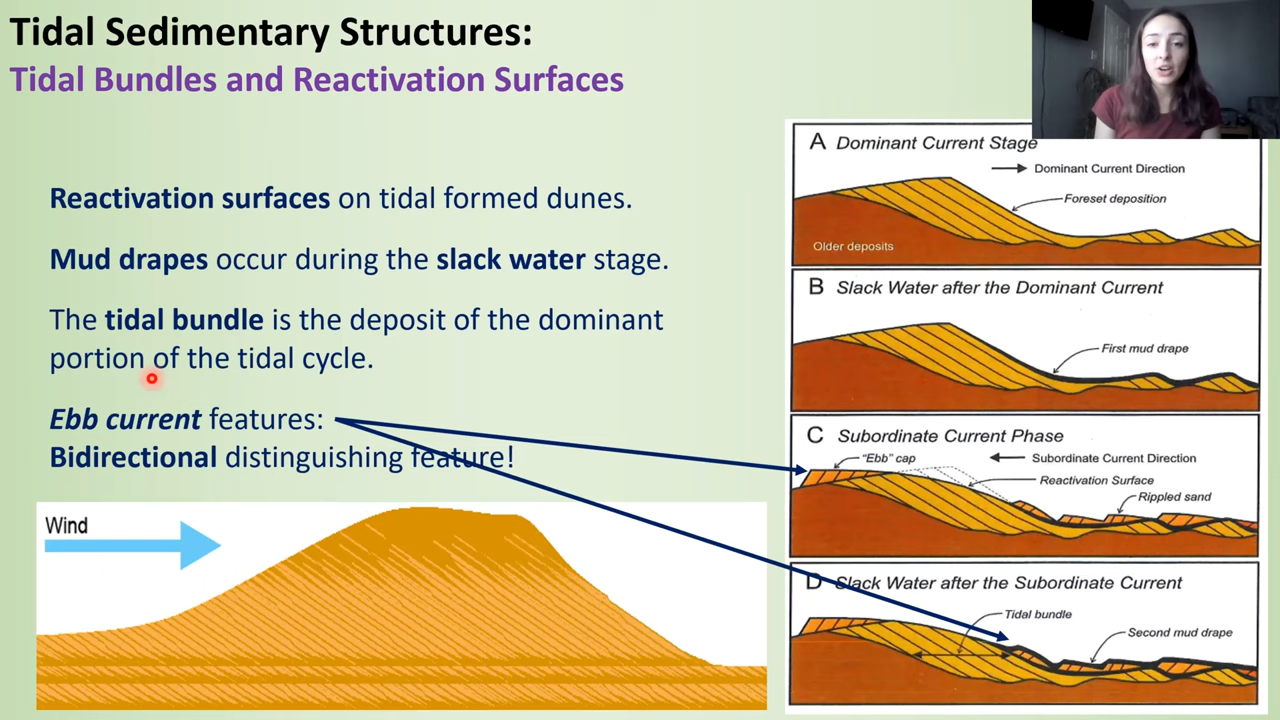 Tidal Sedimentary Structures:
Tidal Bundles and Reactivation Surfaces
Reactivation surfaces on tidal formed dunes.
Mud drapes occur during the slack water stage.
The tidal bundle is the deposit of the dominant
portion of the tidal cycle.
Ebb current features:
Bidirectional distinguishing feature!
Wind
A Dominant Current Stage
Dominant Current Direction
Foreset deposition
Older deposits
B Slack Water after the Dominant Current
First mud drape
C Subordinate Current Phase
"Ebb" cap
Subordinate Current Direction
Reactivation Surface
Rippled sand
D Slack Water after the Subordinate Current
Tidal bundle
Second mud drape